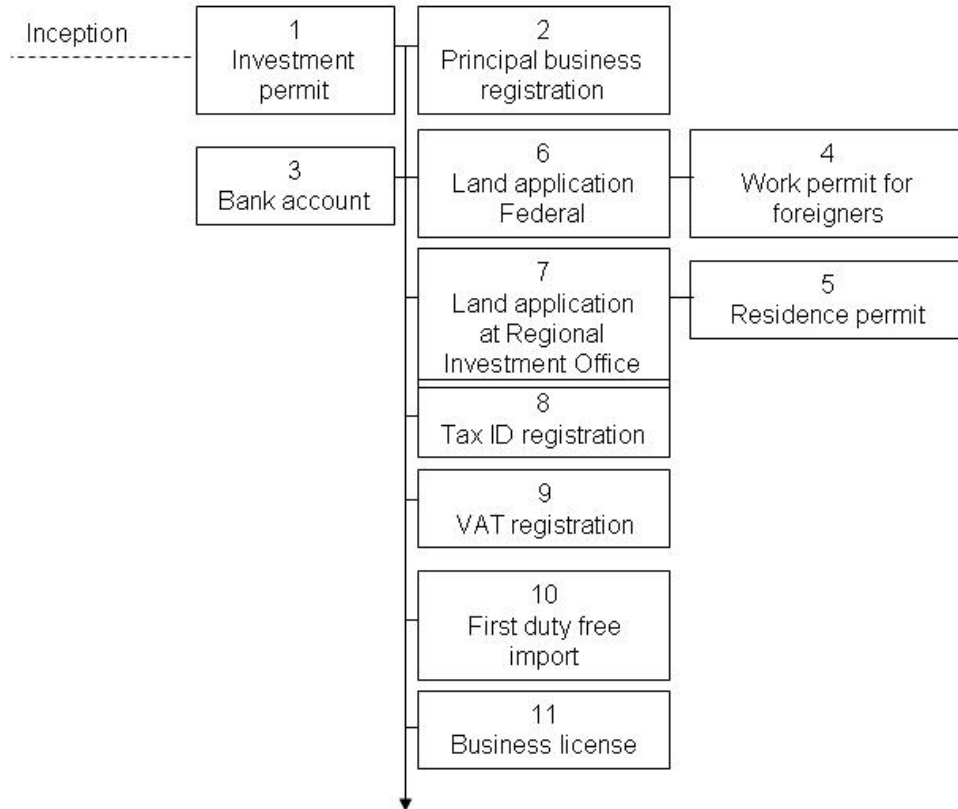 Inception
1
Investment
permit
2
Principal business
registration
3
Bank account
6
Land application
Federal
4
Work permit for
foreigners
7
Land application
at Regional
Investment Office
5
Residence permit
8
Tax ID registration
9
VAT registration
10
First duty free
import
11
Business license